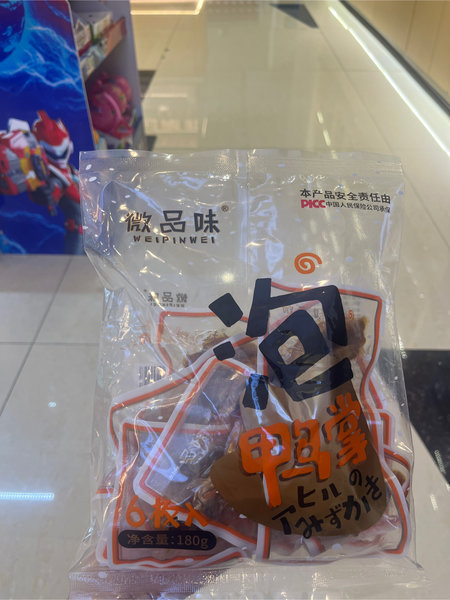 微品味®
WEIPINWEI
本产品安全责任由
PICC中国人民保险公司承保
泡
鸭掌
アヒルの
みずかき
6枚入
净含量:180g